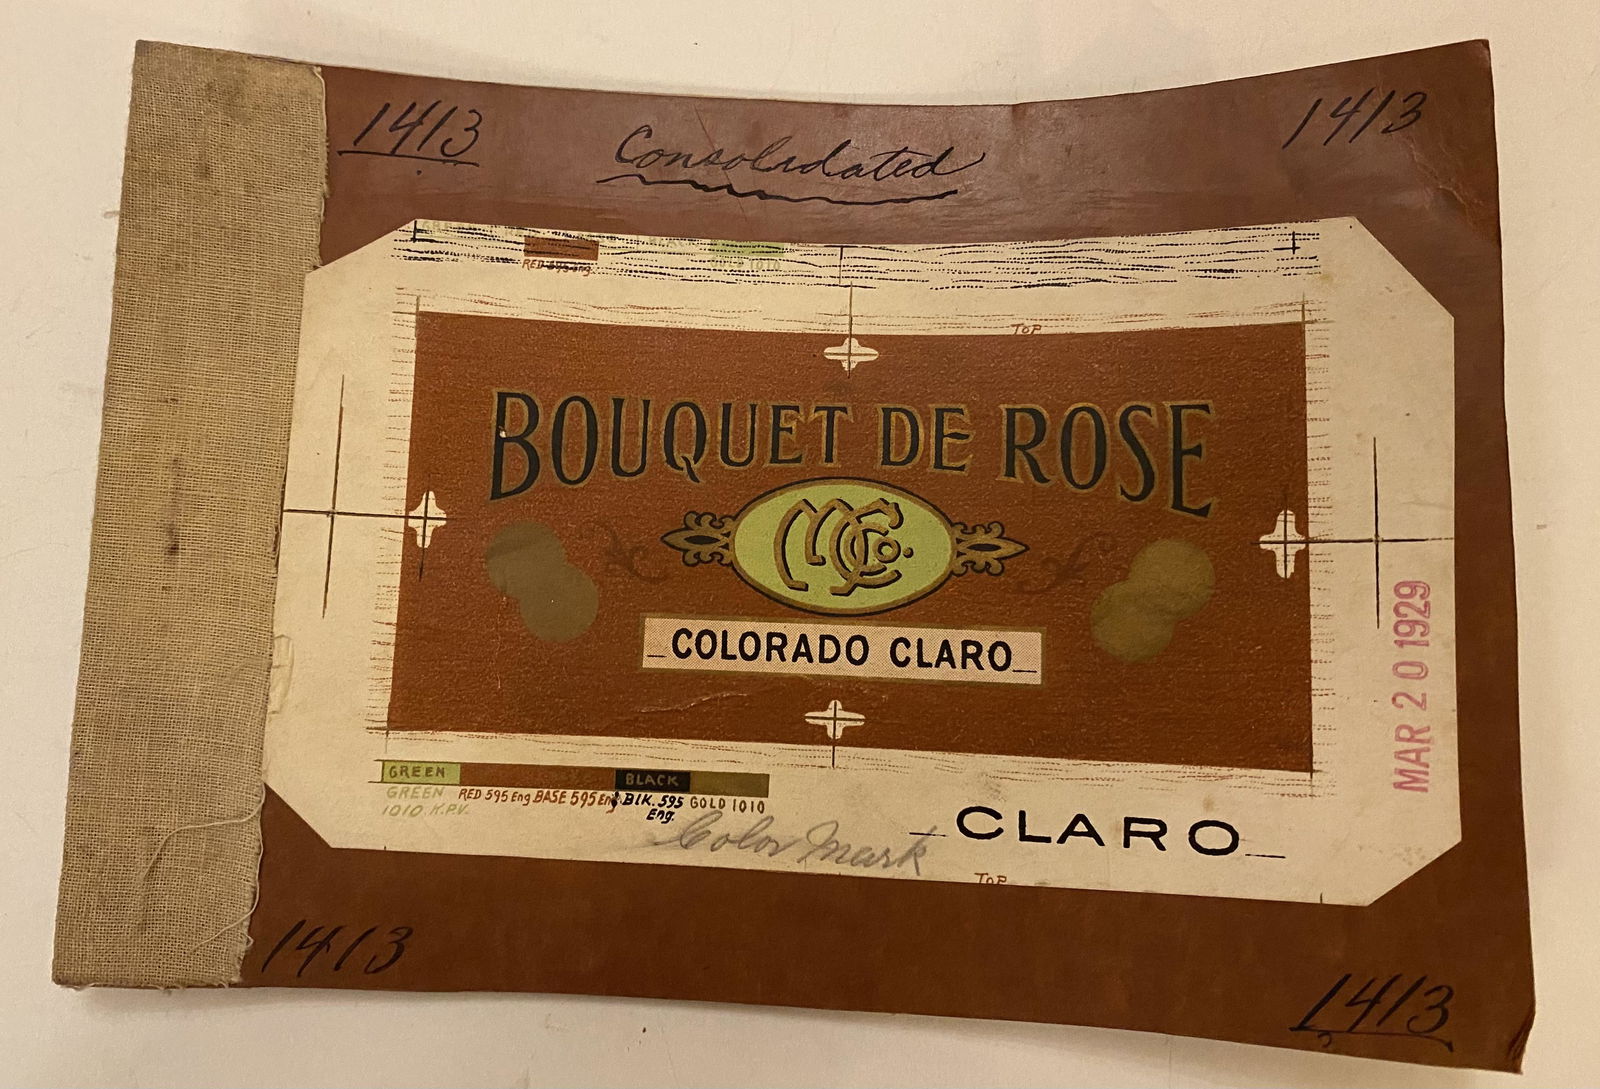 1413
1413
Consolidated
RED 595 Eng
1010
TOP
BOUQUET DE ROSE
MCCo.
COLORADO CLARO
MAR 20 1929
GREEN
BLACK
GREEN
1010 K.P.V.
RED 595 Eng.
BASE 595 Eng
BLK. 595
Eng.
GOLD 1010
Color Mark
CLARO
TOP
1413
1413